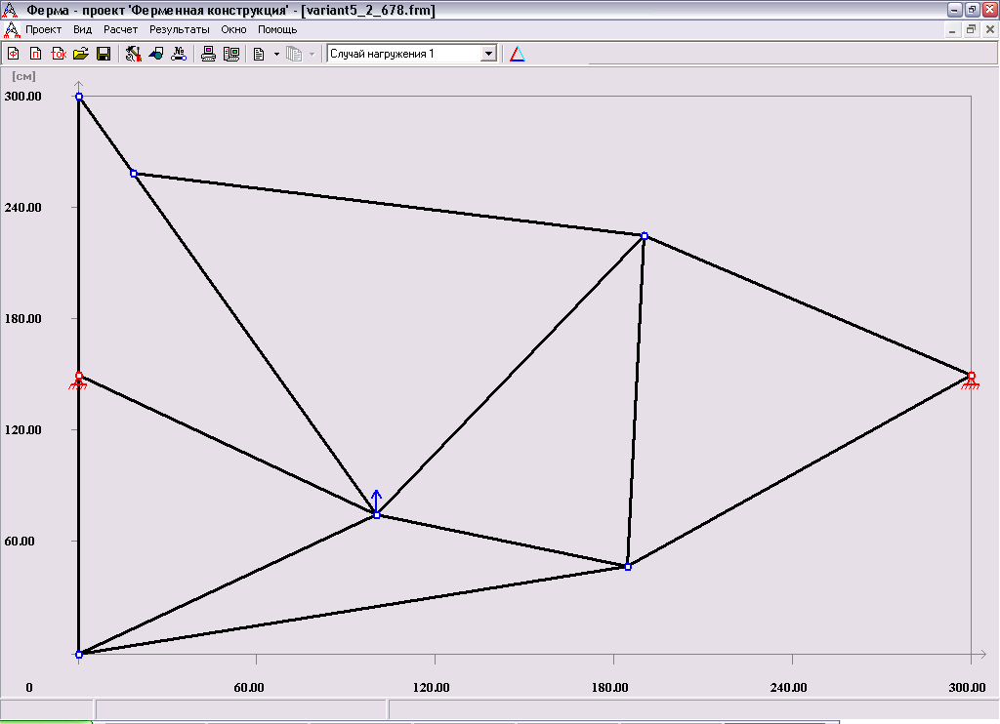 Ферма - проект 'Ферменная конструкция' - [variant5_2_678.frm]
Проект Вид Расчет Результаты Окно Помощь
Случай нагружения 1
[см]
300.00
240.00
180.00
120.00
60.00
0 60.00 120.00 180.00 240.00 300.00